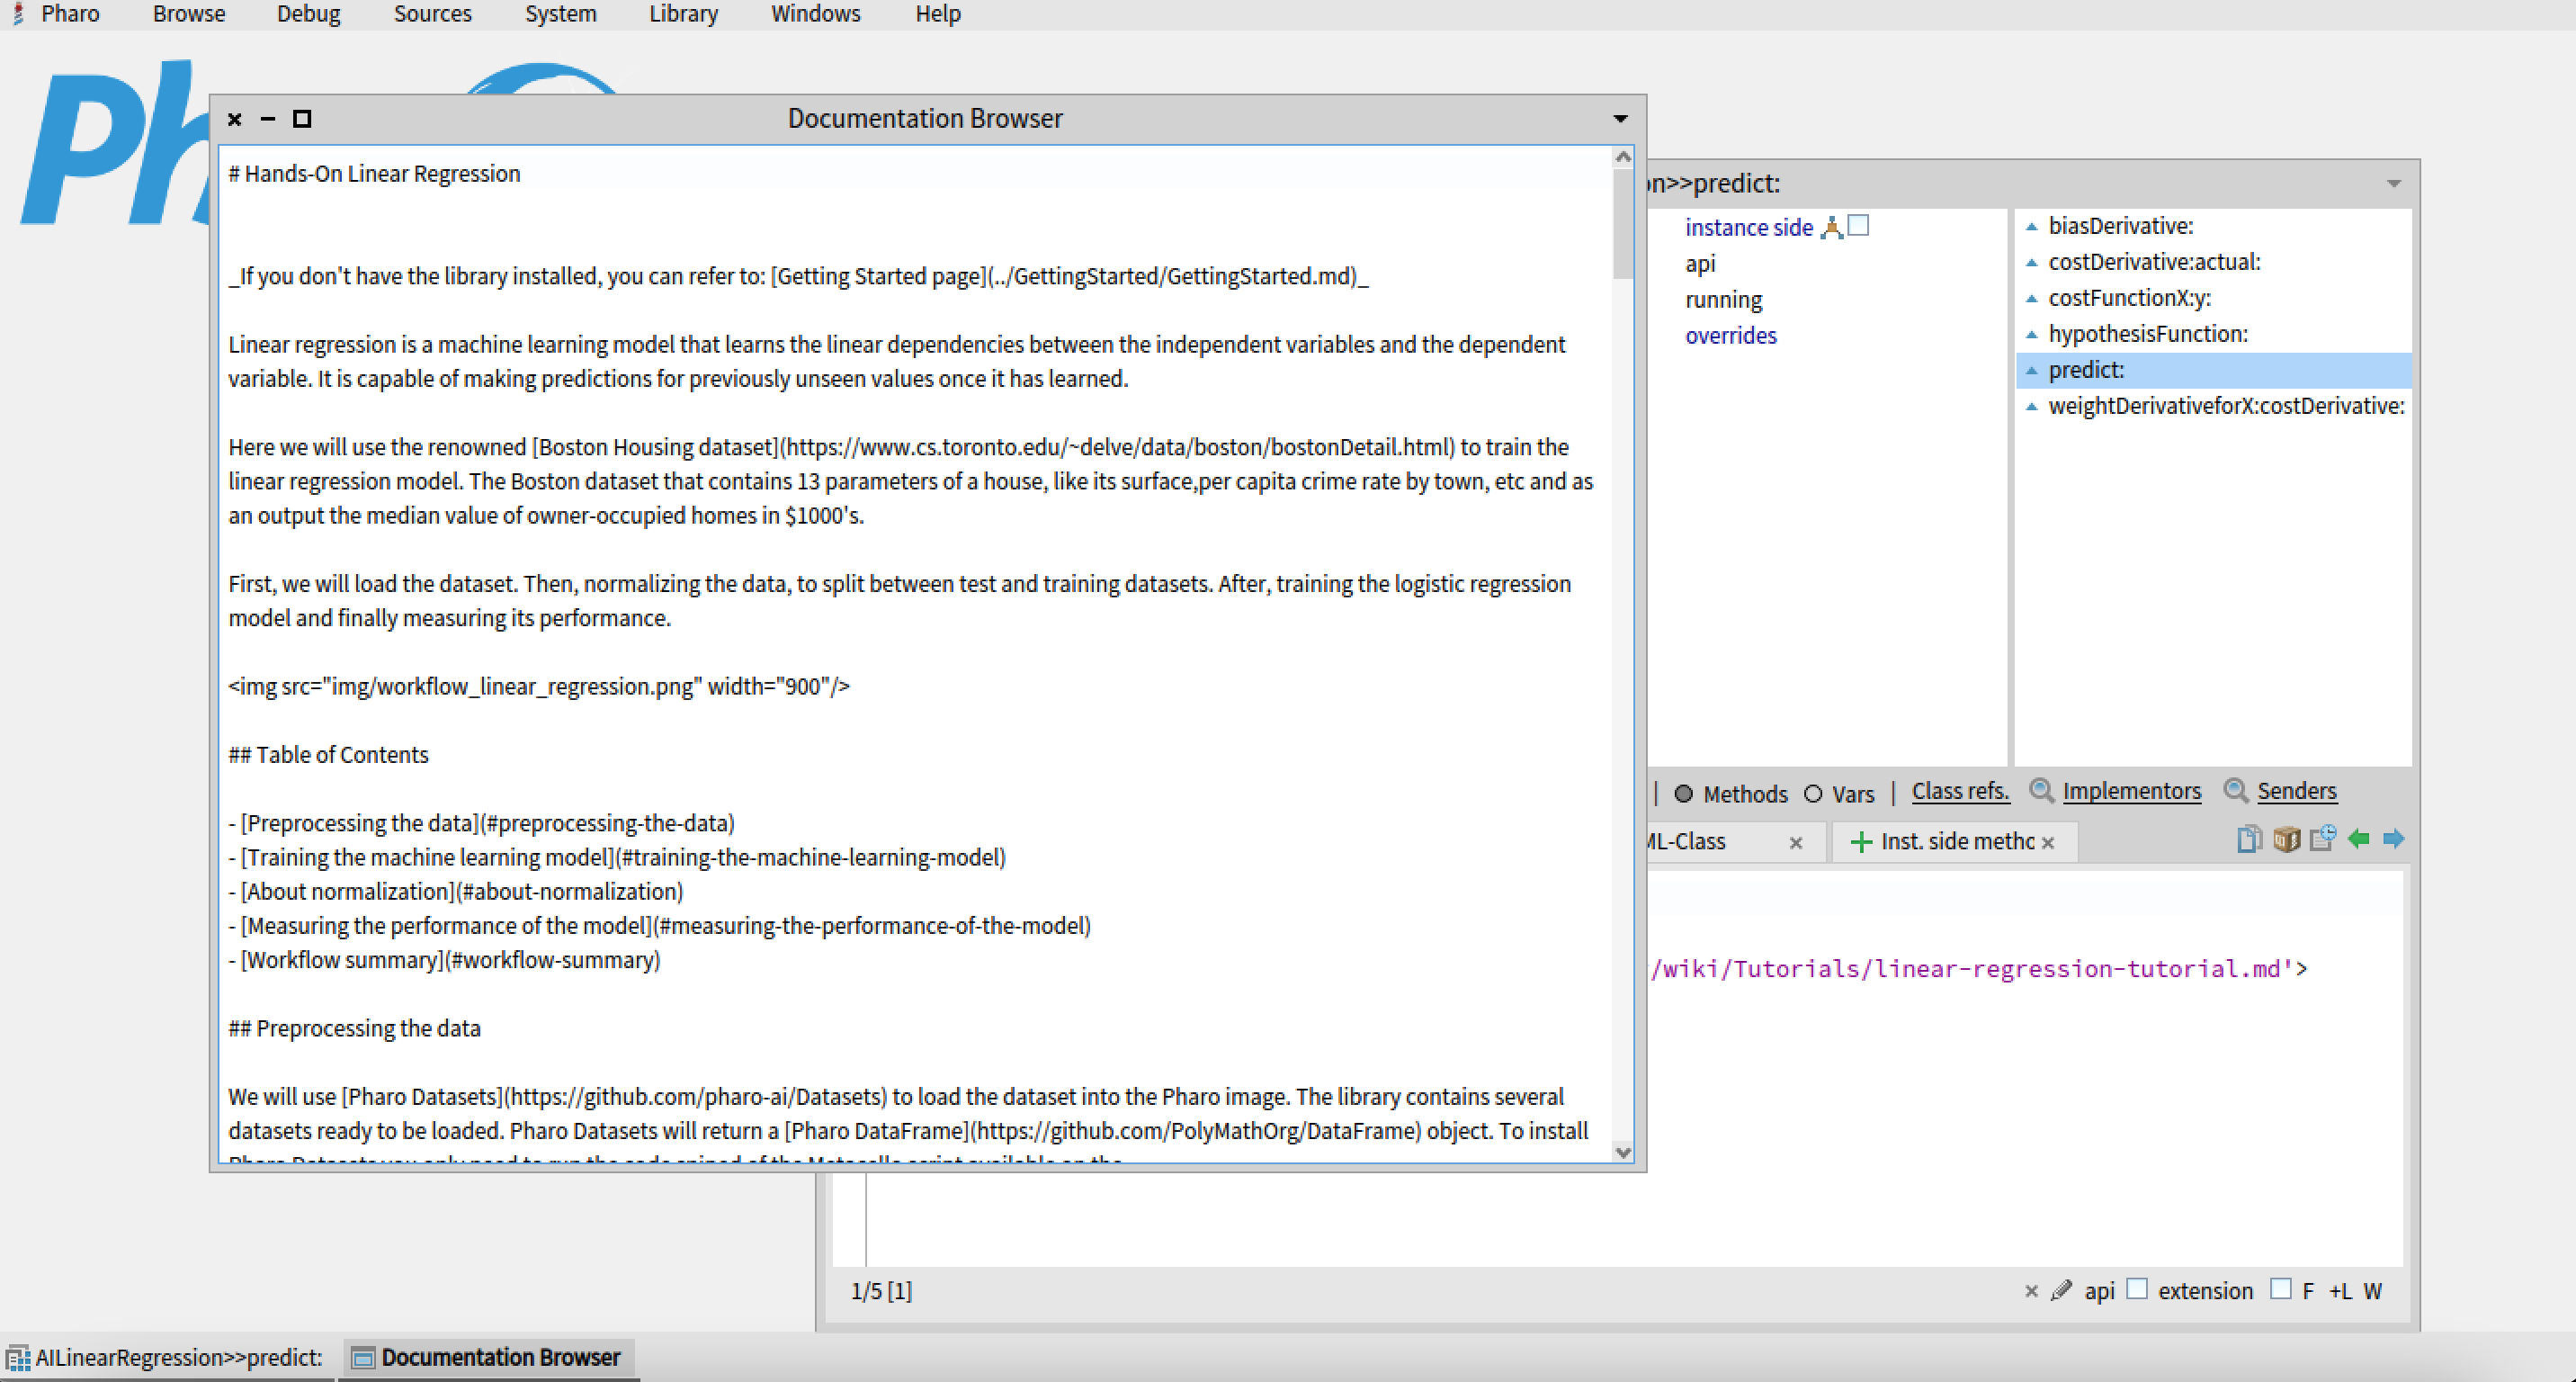 Pharo Browse Debug Sources System Library Windows Help
Ph
Documentation Browser
# Hands-On Linear Regression
_If you don't have the library installed, you can refer to: [Getting Started page](../GettingStarted/GettingStarted.md)_
Linear regression is a machine learning model that learns the linear dependencies between the independent variables and the dependent
variable. It is capable of making predictions for previously unseen values once it has learned.
Here we will use the renowned [Boston Housing dataset](https://www.cs.toronto.edu/~delve/data/boston/bostonDetail.html) to train the
linear regression model. The Boston dataset that contains 13 parameters of a house, like its surface,per capita crime rate by town, etc and as
an output the median value of owner-occupied homes in $1000's.
First, we will load the dataset. Then, normalizing the data, to split between test and training datasets. After, training the logistic regression
model and finally measuring its performance.
<img src="img/workflow_linear_regression.png" width="900"/>
## Table of Contents
- [Preprocessing the data](#preprocessing-the-data)
- [Training the machine learning model](#training-the-machine-learning-model)
- [About normalization](#about-normalization)
- [Measuring the performance of the model](#measuring-the-performance-of-the-model)
- [Workflow summary](#workflow-summary)
## Preprocessing the data
We will use [Pharo Datasets](https://github.com/pharo-ai/Datasets) to load the dataset into the Pharo image. The library contains several
datasets ready to be loaded. Pharo Datasets will return a [Pharo DataFrame](https://github.com/PolyMathOrg/DataFrame) object. To install
n>>predict:
instance side
api
running
overrides
biasDerivative:
costDerivative:actual:
costFunctionX:y:
hypothesisFunction:
predict:
weightDerivativeforX:costDerivative:
| Methods Vars | Class refs. Implementors Senders
ML-Class × + Inst. side metho ×
/wiki/Tutorials/linear-regression-tutorial.md'>
1/5 [1]
× api extension F +L W
AILinearRegression>>predict: Documentation Browser